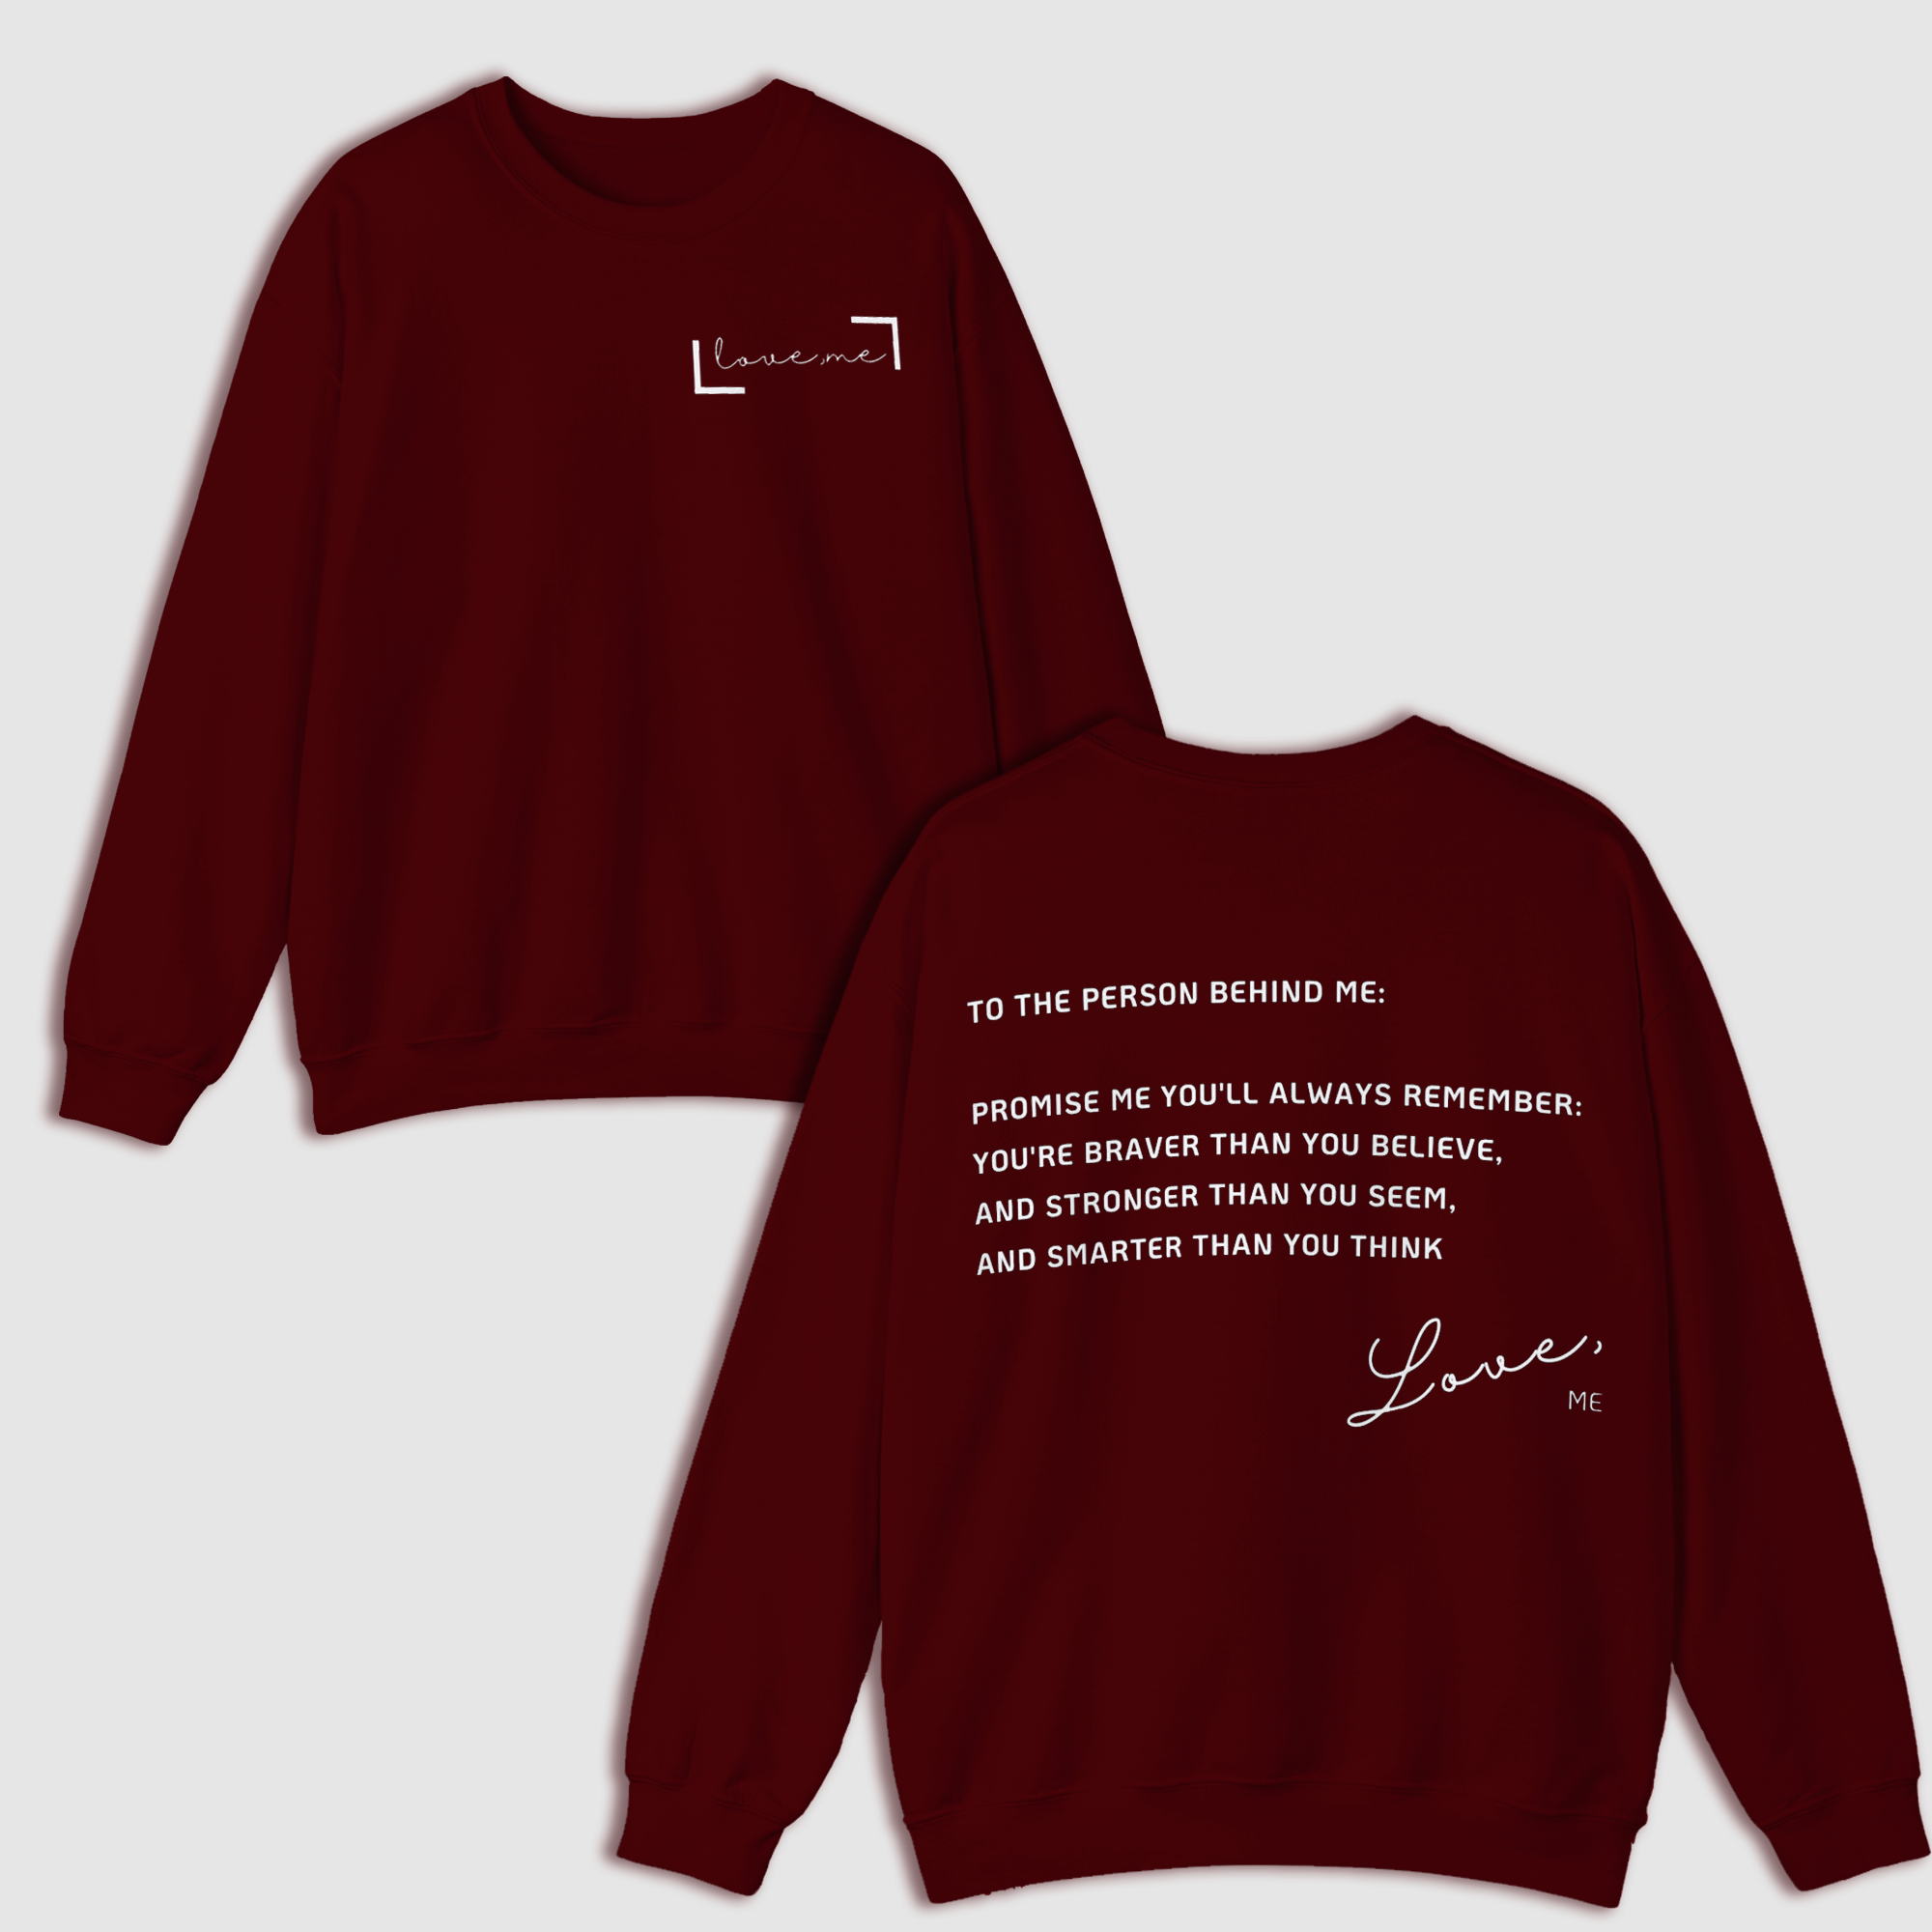 love,me
TO THE PERSON BEHIND ME:
PROMISE ME YOU'LL ALWAYS REMEMBER:
YOU'RE BRAVER THAN YOU BELIEVE,
AND STRONGER THAN YOU SEEM,
AND SMARTER THAN YOU THINK
Love,
ME